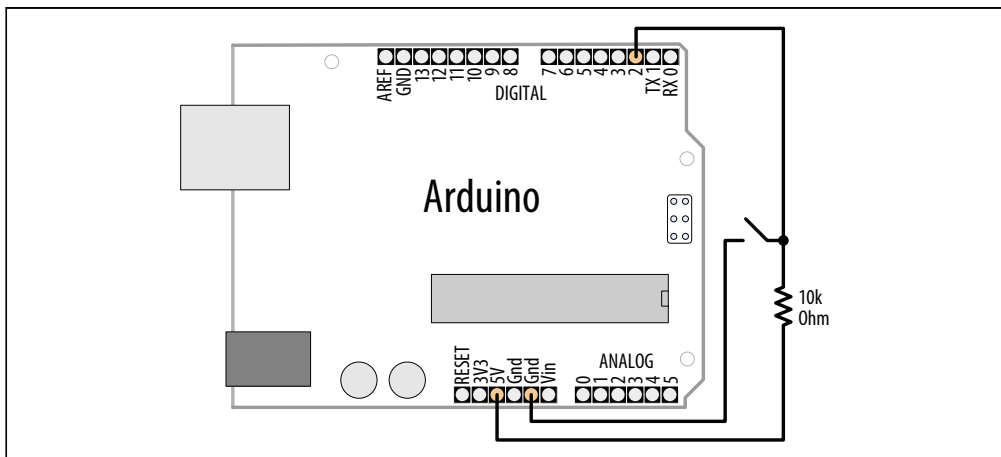 AREF
GND
13
12
11
10
9
8
7
6
5
4
3
2
TX 1
RX 0
DIGITAL
Arduino
10k
Ohm
RESET
3V3
5V
Gnd
Gnd
Vin
ANALOG
0
1
2
3
4
5